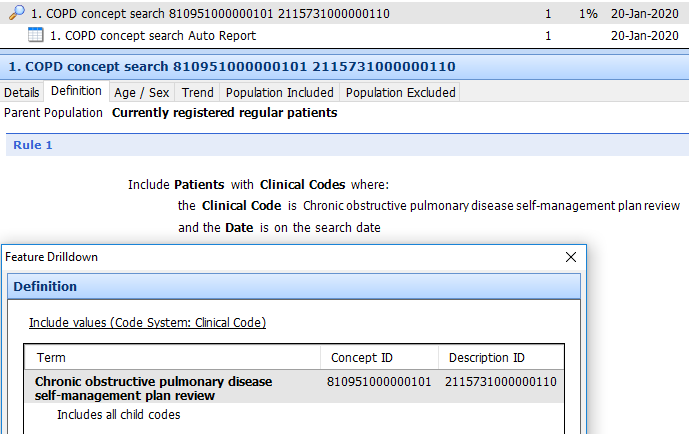 1. COPD concept search 810951000000101 2115731000000110 1 1% 20-Jan-2020
1. COPD concept search Auto Report 1 20-Jan-2020
1. COPD concept search 810951000000101 2115731000000110
Details Definition Age / Sex Trend Population Included Population Excluded
Parent Population Currently registered regular patients
Rule 1
Include Patients with Clinical Codes where:
the Clinical Code is Chronic obstructive pulmonary disease self-management plan review
and the Date is on the search date
Feature Drilldown
Definition
Include values (Code System: Clinical Code)
Term Concept ID Description ID
Chronic obstructive pulmonary disease 810951000000101 2115731000000110
self-management plan review
Includes all child codes